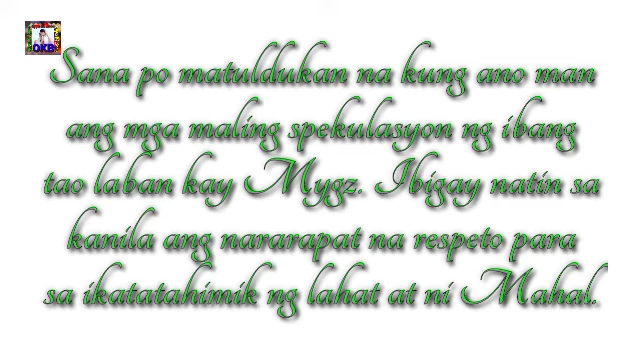 OKB
Sana po matuldukan na kung ano man
ang mga maling spekulasyon ng ibang
tao laban kay Mygz. Ibigay natin sa
kanila ang nararapat na respeto para
sa ikatatahimik ng lahat at ni Mahal.